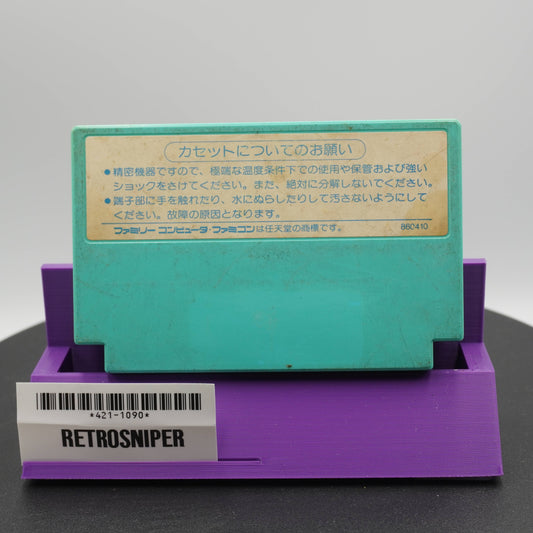 カセットについてのお願い
●精密機器ですので、極端な温度条件下での使用や保管および強い
ショックをさけてください。また、絶対に分解しないでください。
●端子部に手を触れたり、水にぬらしたりして汚さないようにして
ください。故障の原因となります。
ファミリー コンピュータ・ファミコンは任天堂の商標です。 860410
*421-1090*
RETROSNIPER